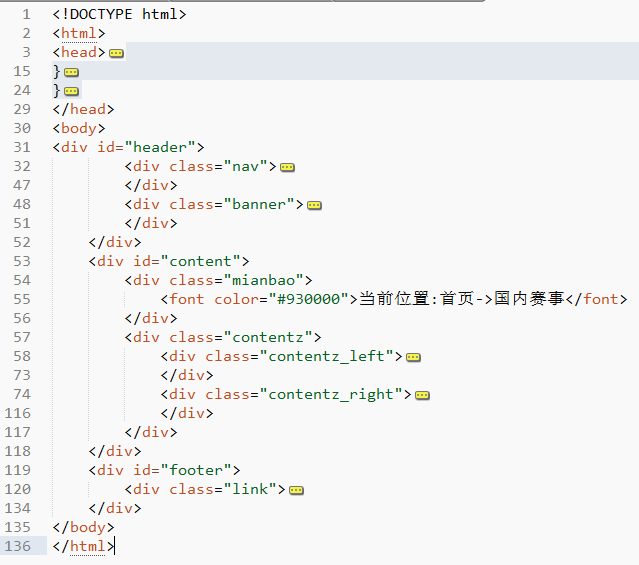 1 <!DOCTYPE html>
2 <html>
3 <head>
15 }
24 }
29 </head>
30 <body>
31 <div id="header">
32 <div class="nav">
47 </div>
48 <div class="banner">
51 </div>
52 </div>
53 <div id="content">
54 <div class="mianbao">
55 <font color="#930000">当前位置:首页->国内赛事</font>
56 </div>
57 <div class="contentz">
58 <div class="contentz_left">
73 </div>
74 <div class="contentz_right">
116 </div>
117 </div>
118 </div>
119 <div id="footer">
120 <div class="link">
134 </div>
135 </body>
136 </html>